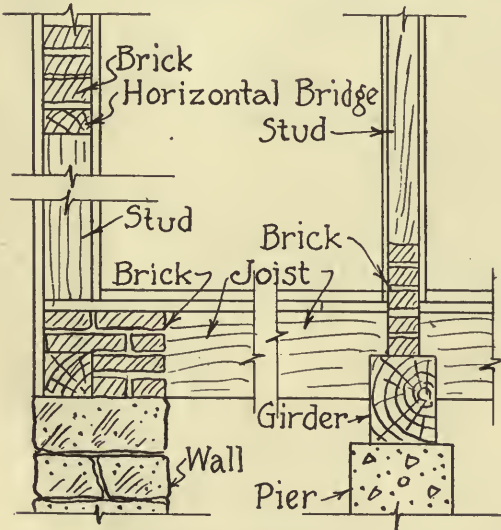 Brick
Horizontal Bridge
Stud
Stud
Brick
Brick
Joist
Girder
Wall
Pier